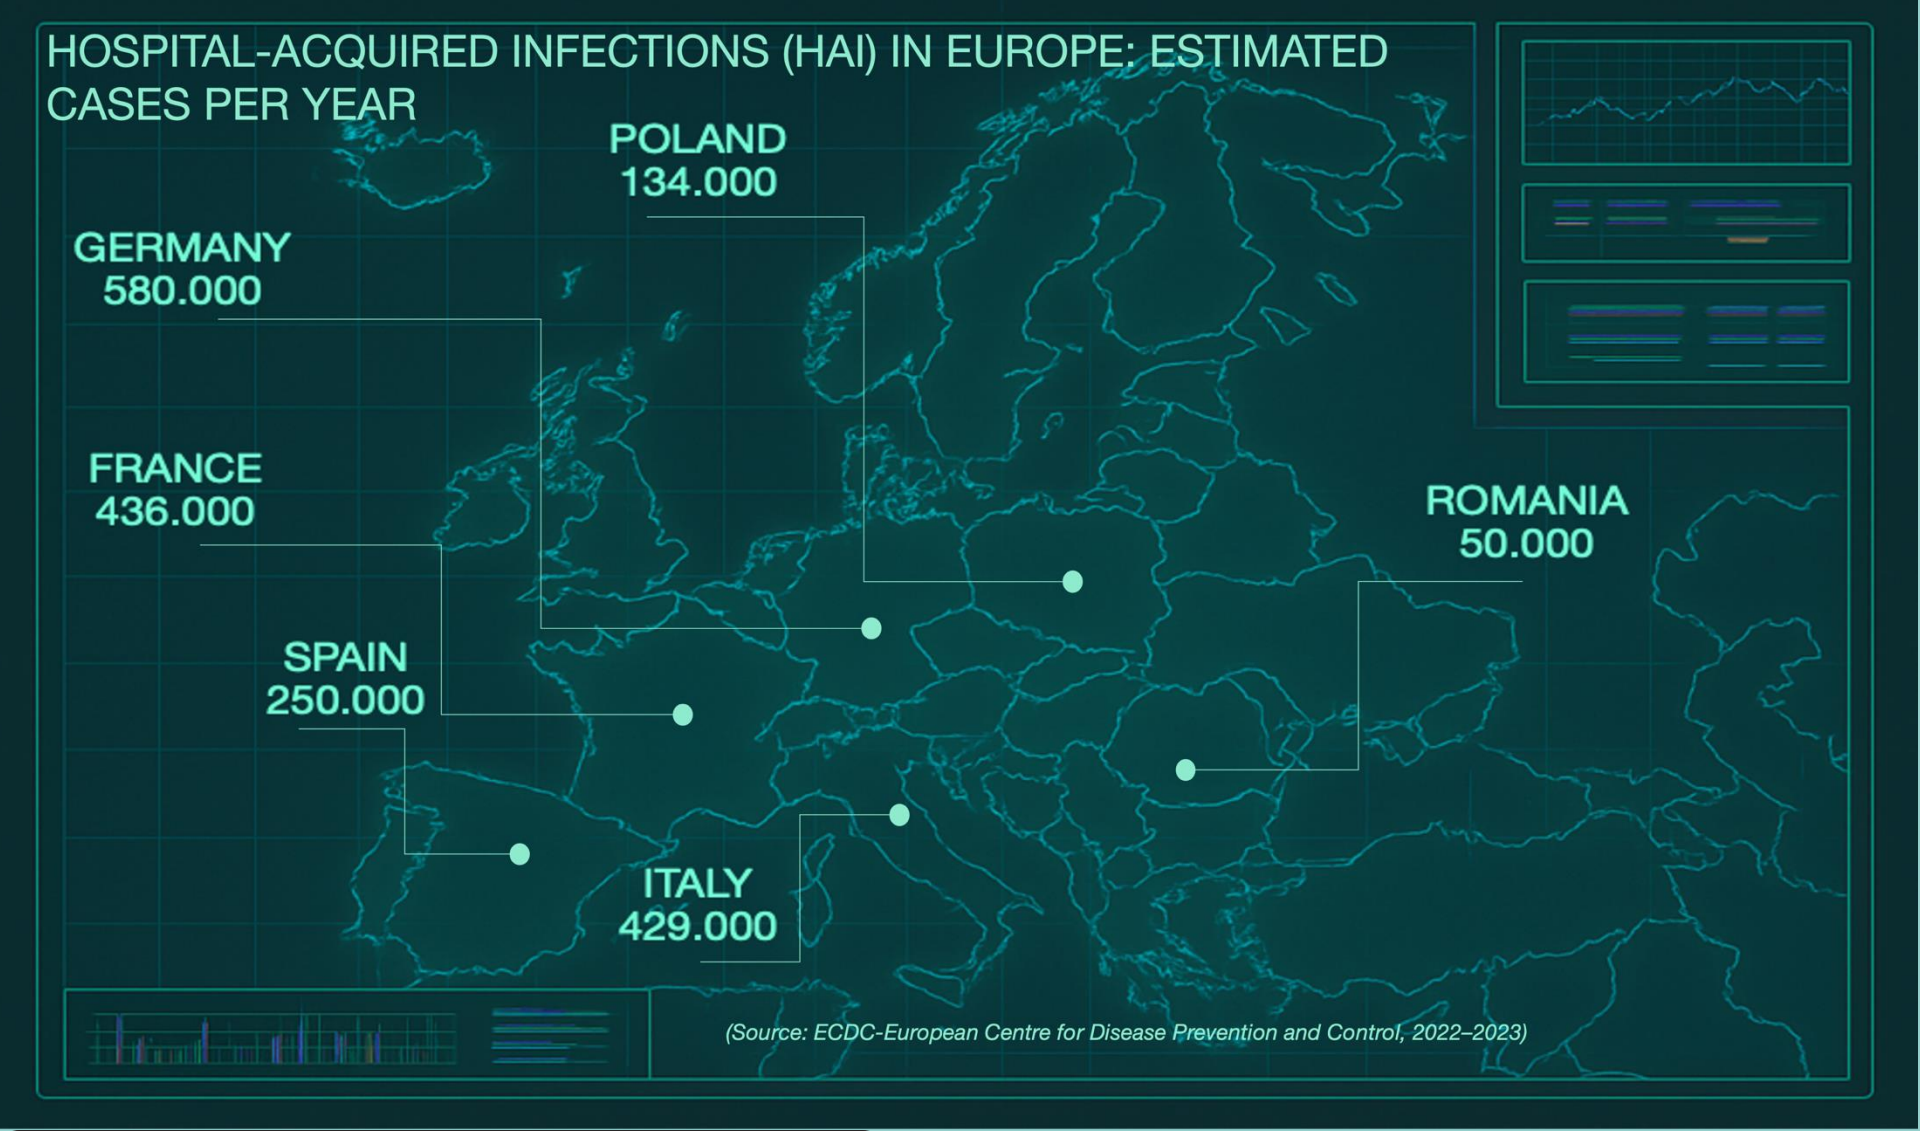 HOSPITAL-ACQUIRED INFECTIONS (HAI) IN EUROPE: ESTIMATED
CASES PER YEAR
POLAND
134.000
GERMANY
580.000
FRANCE
436.000
ROMANIA
50.000
SPAIN
250.000
ITALY
429.000
(Source: ECDC-European Centre for Disease Prevention and Control, 2022–2023)